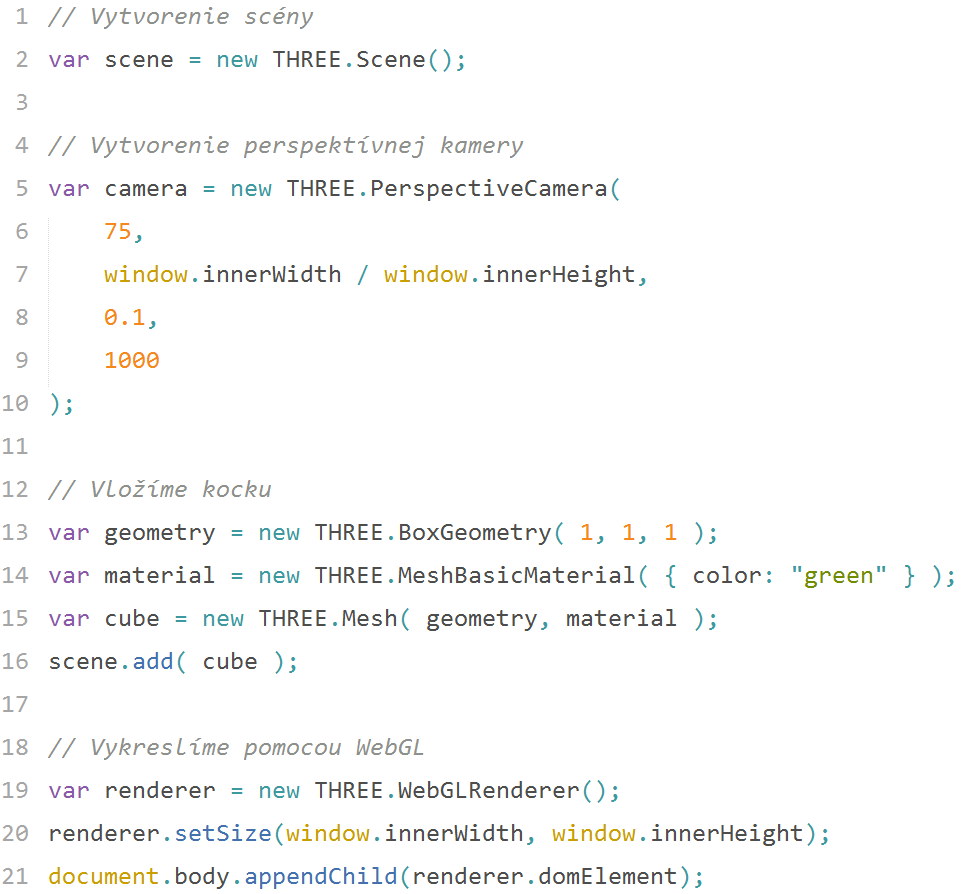 1 // Vytvorenie scény
2 var scene = new THREE.Scene();
3
4 // Vytvorenie perspektívnej kamery
5 var camera = new THREE.PerspectiveCamera(
6     75,
7     window.innerWidth / window.innerHeight,
8     0.1,
9     1000
10 );
11
12 // Vložíme kocku
13 var geometry = new THREE.BoxGeometry( 1, 1, 1 );
14 var material = new THREE.MeshBasicMaterial( { color: "green" } );
15 var cube = new THREE.Mesh( geometry, material );
16 scene.add( cube );
17
18 // Vykreslíme pomocou WebGL
19 var renderer = new THREE.WebGLRenderer();
20 renderer.setSize(window.innerWidth, window.innerHeight);
21 document.body.appendChild(renderer.domElement);